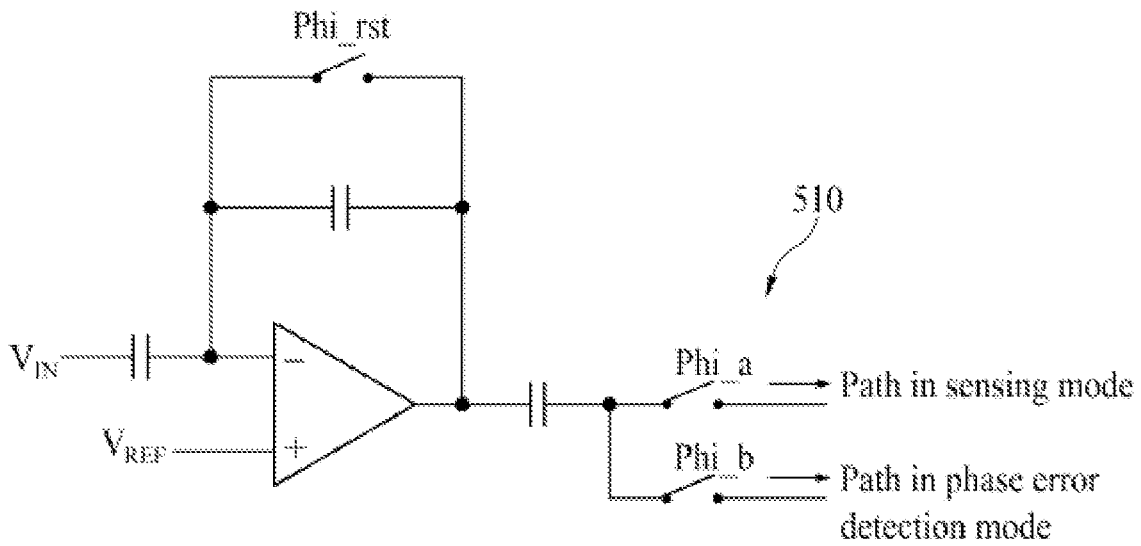 Phi_rst
510
V_IN
−
Phi_a
Path in sensing mode
V_REF
+
Phi_b
Path in phase error
detection mode